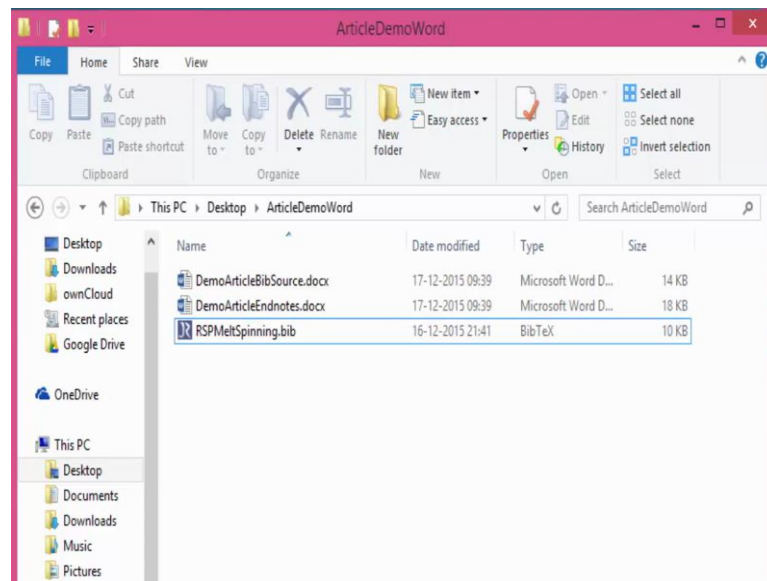 ArticleDemoWord
File Home Share View
Copy
Paste
Cut
Copy path
Paste shortcut
Clipboard
Move to
Copy to
Delete
Rename
Organize
New folder
New item
Easy access
New
Properties
Open
Edit
History
Open
Select all
Select none
Invert selection
Select
This PC Desktop ArticleDemoWord
Search ArticleDemoWord
Desktop
Downloads
ownCloud
Recent places
Google Drive
OneDrive
This PC
Desktop
Documents
Downloads
Music
Pictures
Name Date modified Type Size
DemoArticleBibSource.docx 17-12-2015 09:39 Microsoft Word D... 14 KB
DemoArticleEndnotes.docx 17-12-2015 09:39 Microsoft Word D... 18 KB
RSPMeltSpinning.bib 16-12-2015 21:41 BibTeX 10 KB